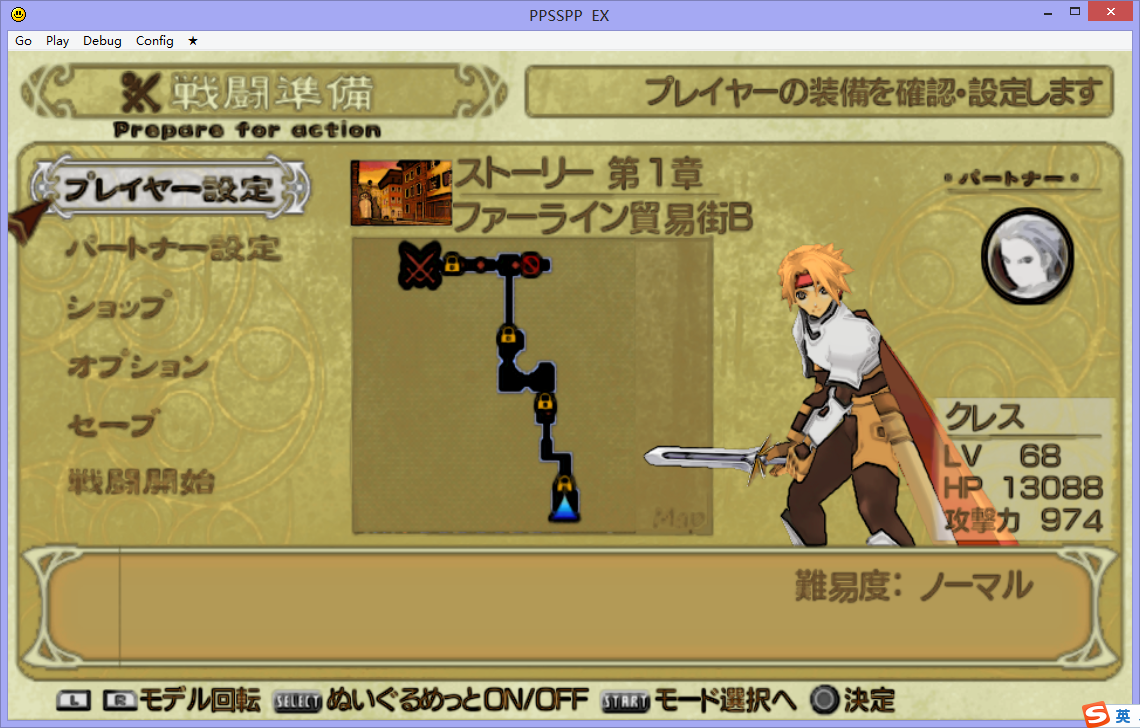 PPSSPP EX
Go Play Debug Config ★
戦闘準備
Prepare for action
プレイヤーの装備を確認・設定します
プレイヤー設定
パートナー設定
ショップ
オプション
セーブ
戦闘開始
ストーリー 第1章
ファーライン貿易街B
Map
・パートナー・
クレス
LV 68
HP 13088
攻撃力 974
難易度: ノーマル
L R モデル回転 SELECT ぬいぐるめっとON/OFF START モード選択へ 決定
S 英